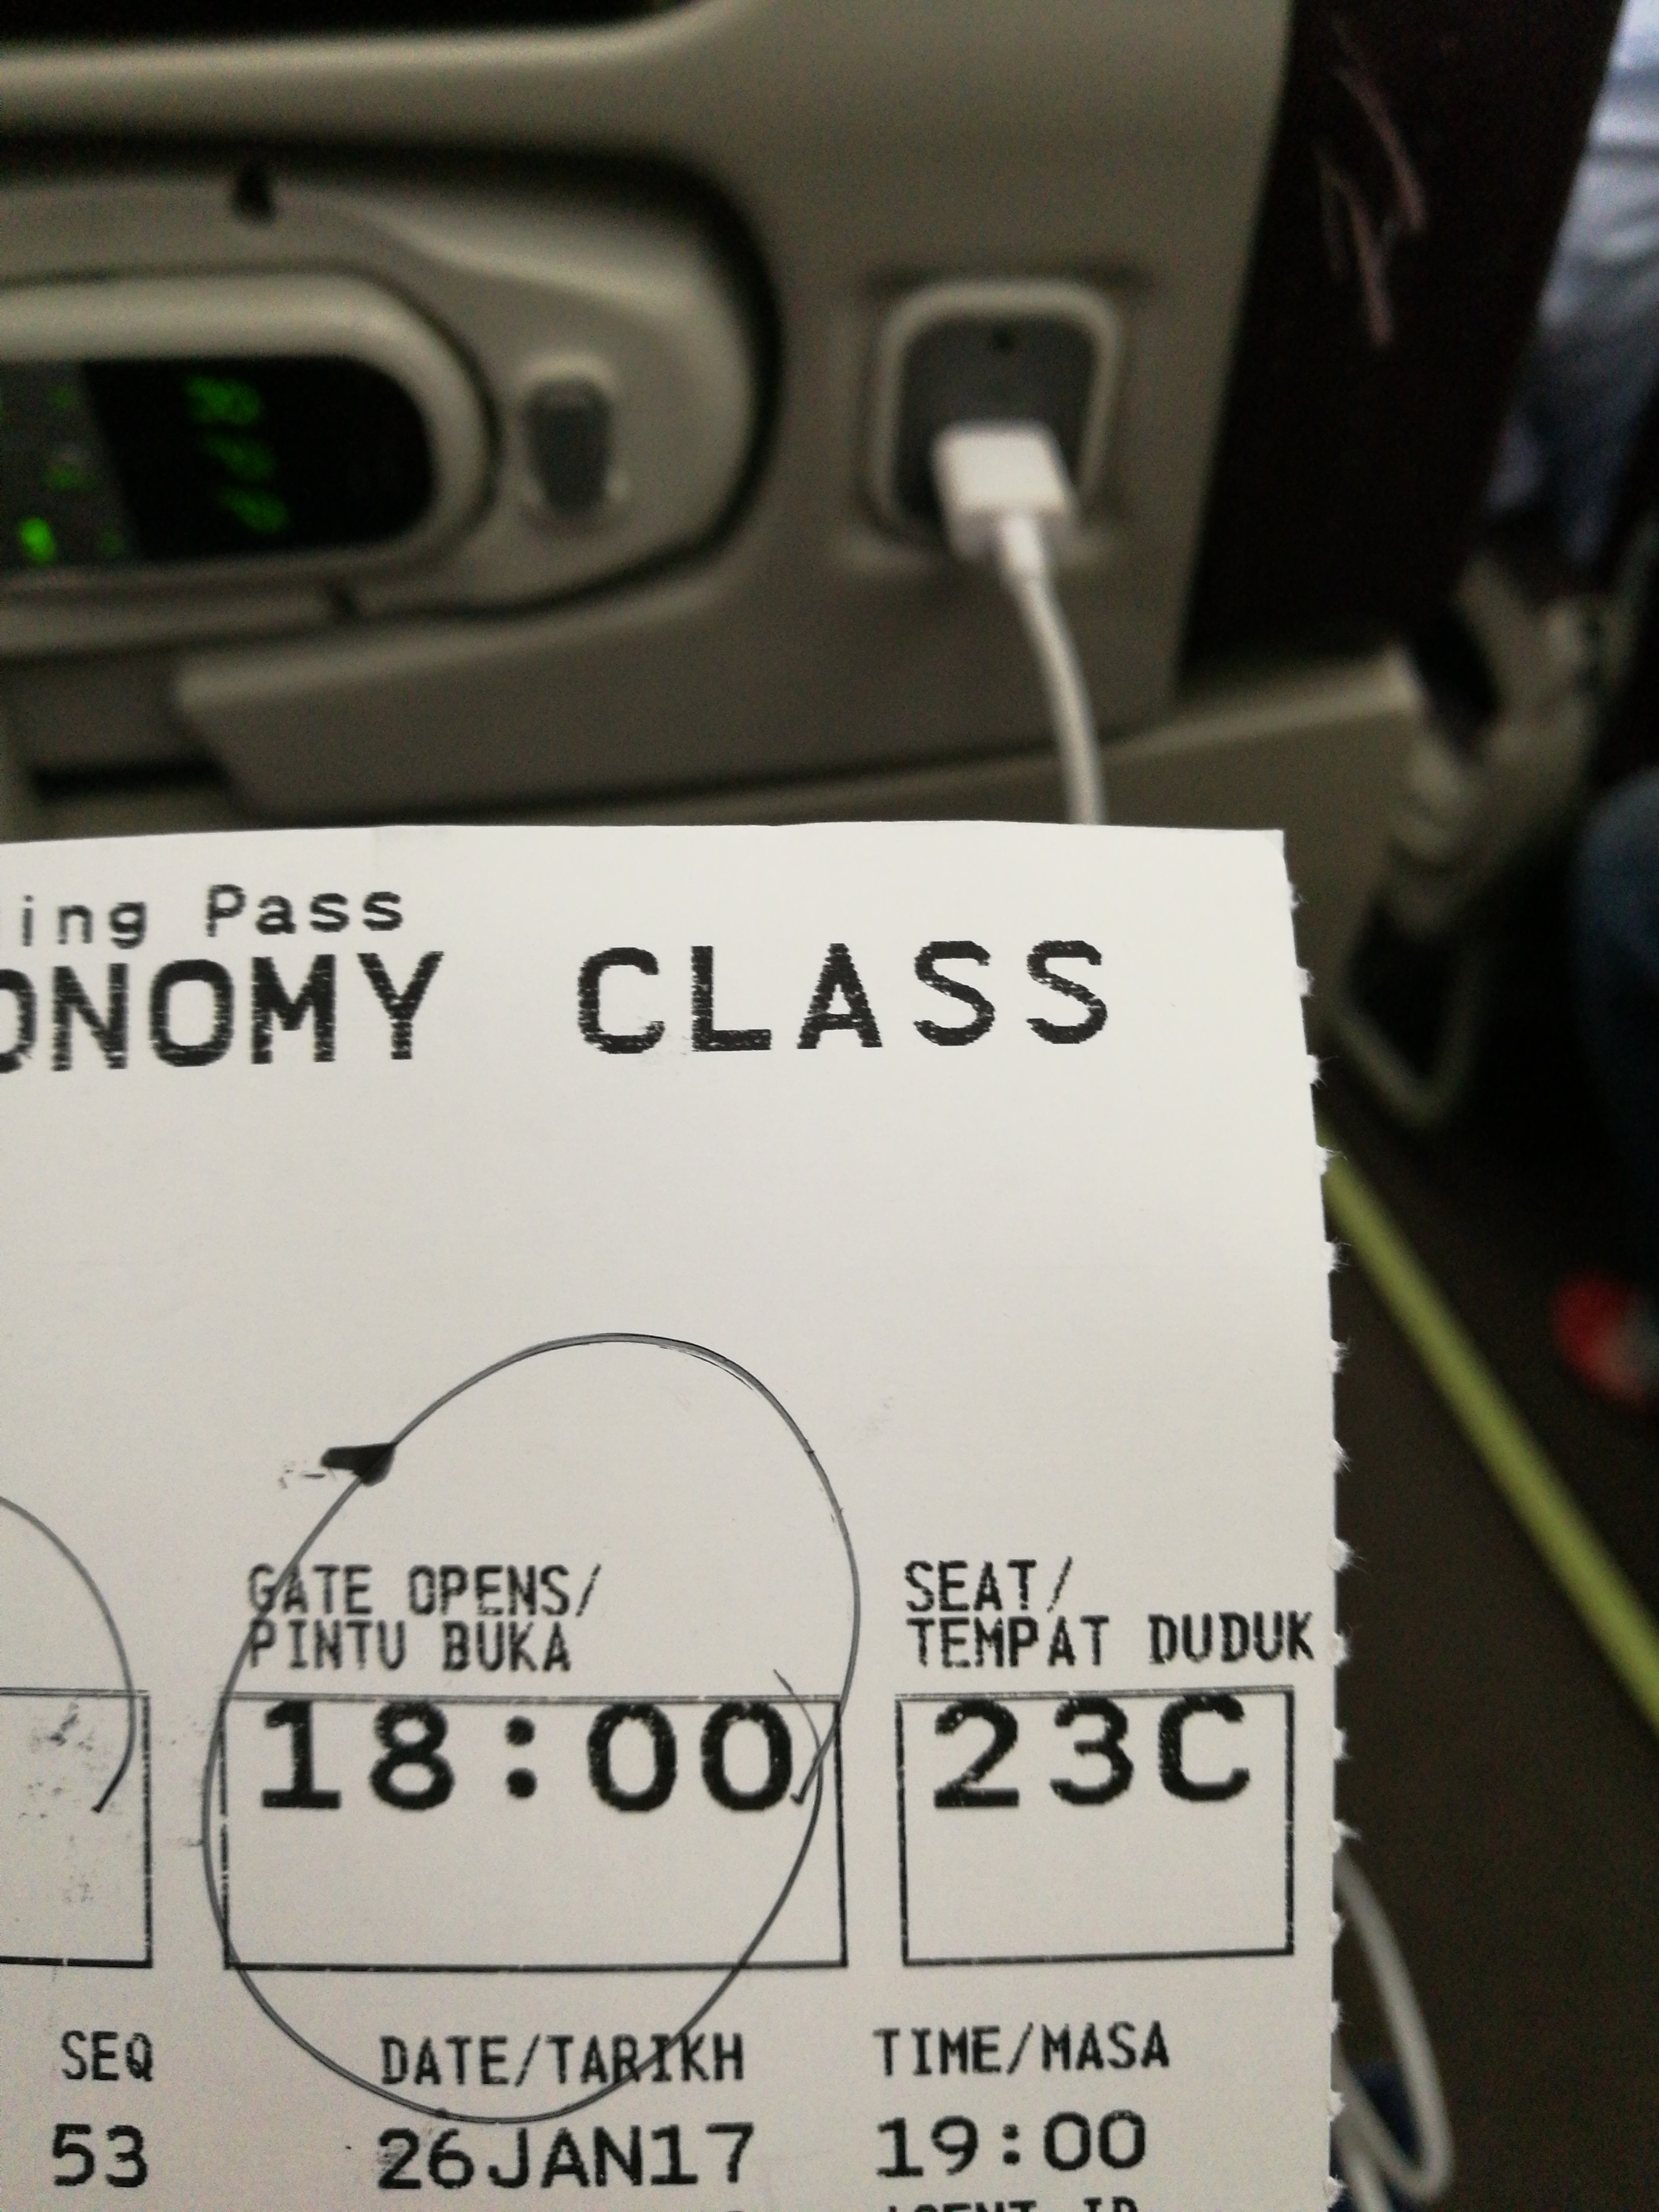 ing Pass
ONOMY CLASS
GATE OPENS/
PINTU BUKA
18:00
SEAT/
TEMPAT DUDUK
23C
SEQ
53
DATE/TARIKH
26JAN17
TIME/MASA
19:00